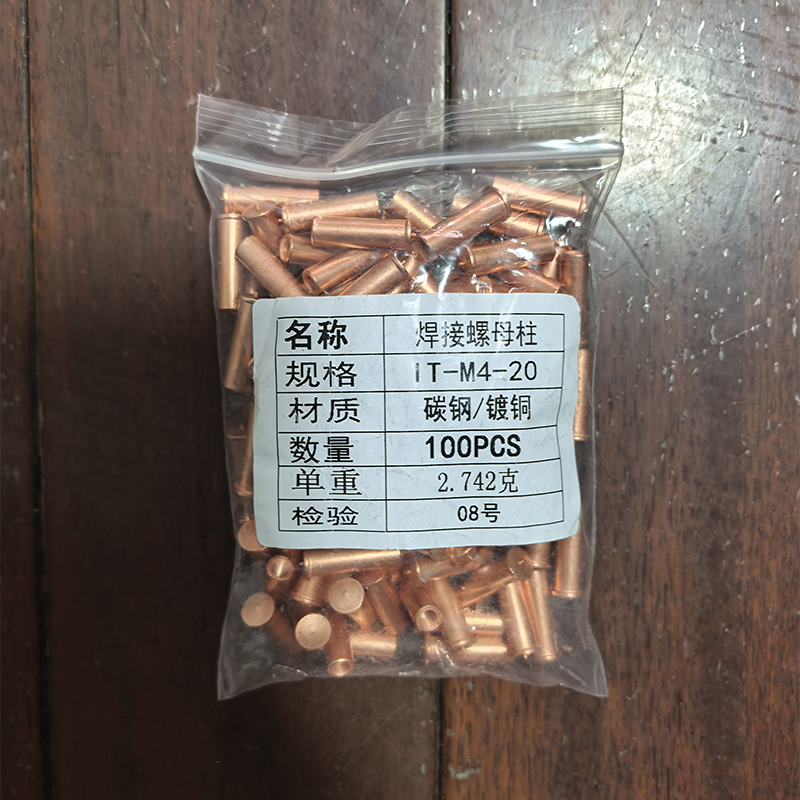 名称 焊接螺母柱
规格 IT-M4-20
材质 碳钢/镀铜
数量 100PCS
单重 2.742克
检验 08号